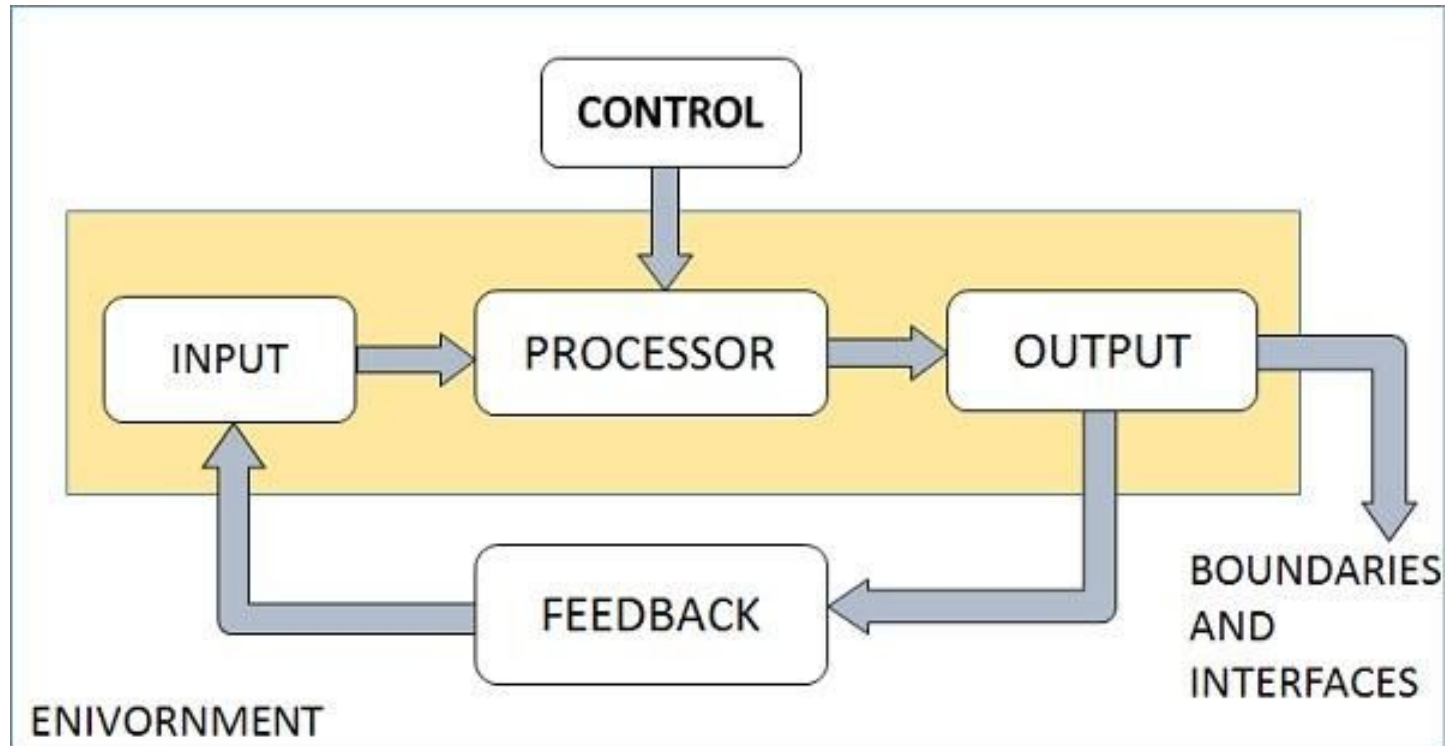 CONTROL
INPUT
PROCESSOR
OUTPUT
FEEDBACK
BOUNDARIES
AND
INTERFACES
ENIVORNMENT